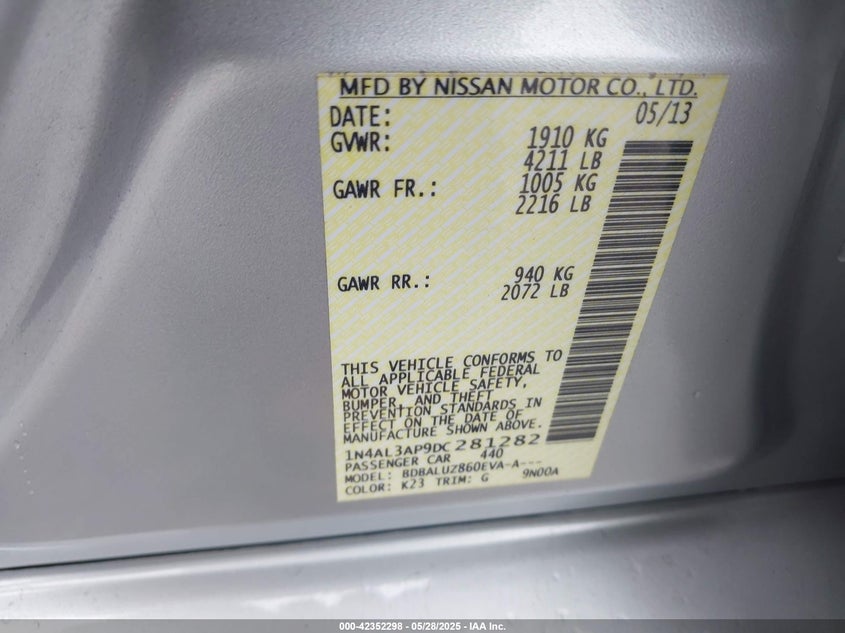 MFD BY NISSAN MOTOR CO., LTD.
DATE: 05/13
GVWR: 1910 KG
4211 LB
GAWR FR.: 1005 KG
2216 LB
GAWR RR.: 940 KG
2072 LB
THIS VEHICLE CONFORMS TO
ALL APPLICABLE FEDERAL
MOTOR VEHICLE SAFETY,
BUMPER, AND THEFT
PREVENTION STANDARDS IN
EFFECT ON THE DATE OF
MANUFACTURE SHOWN ABOVE.
1N4AL3AP9DC281282
PASSENGER CAR 440
MODEL: BDBALUZ860EVA-A---
COLOR: K23 TRIM: G 9N00A
000-42352298 - 05/28/2025 - IAA Inc.